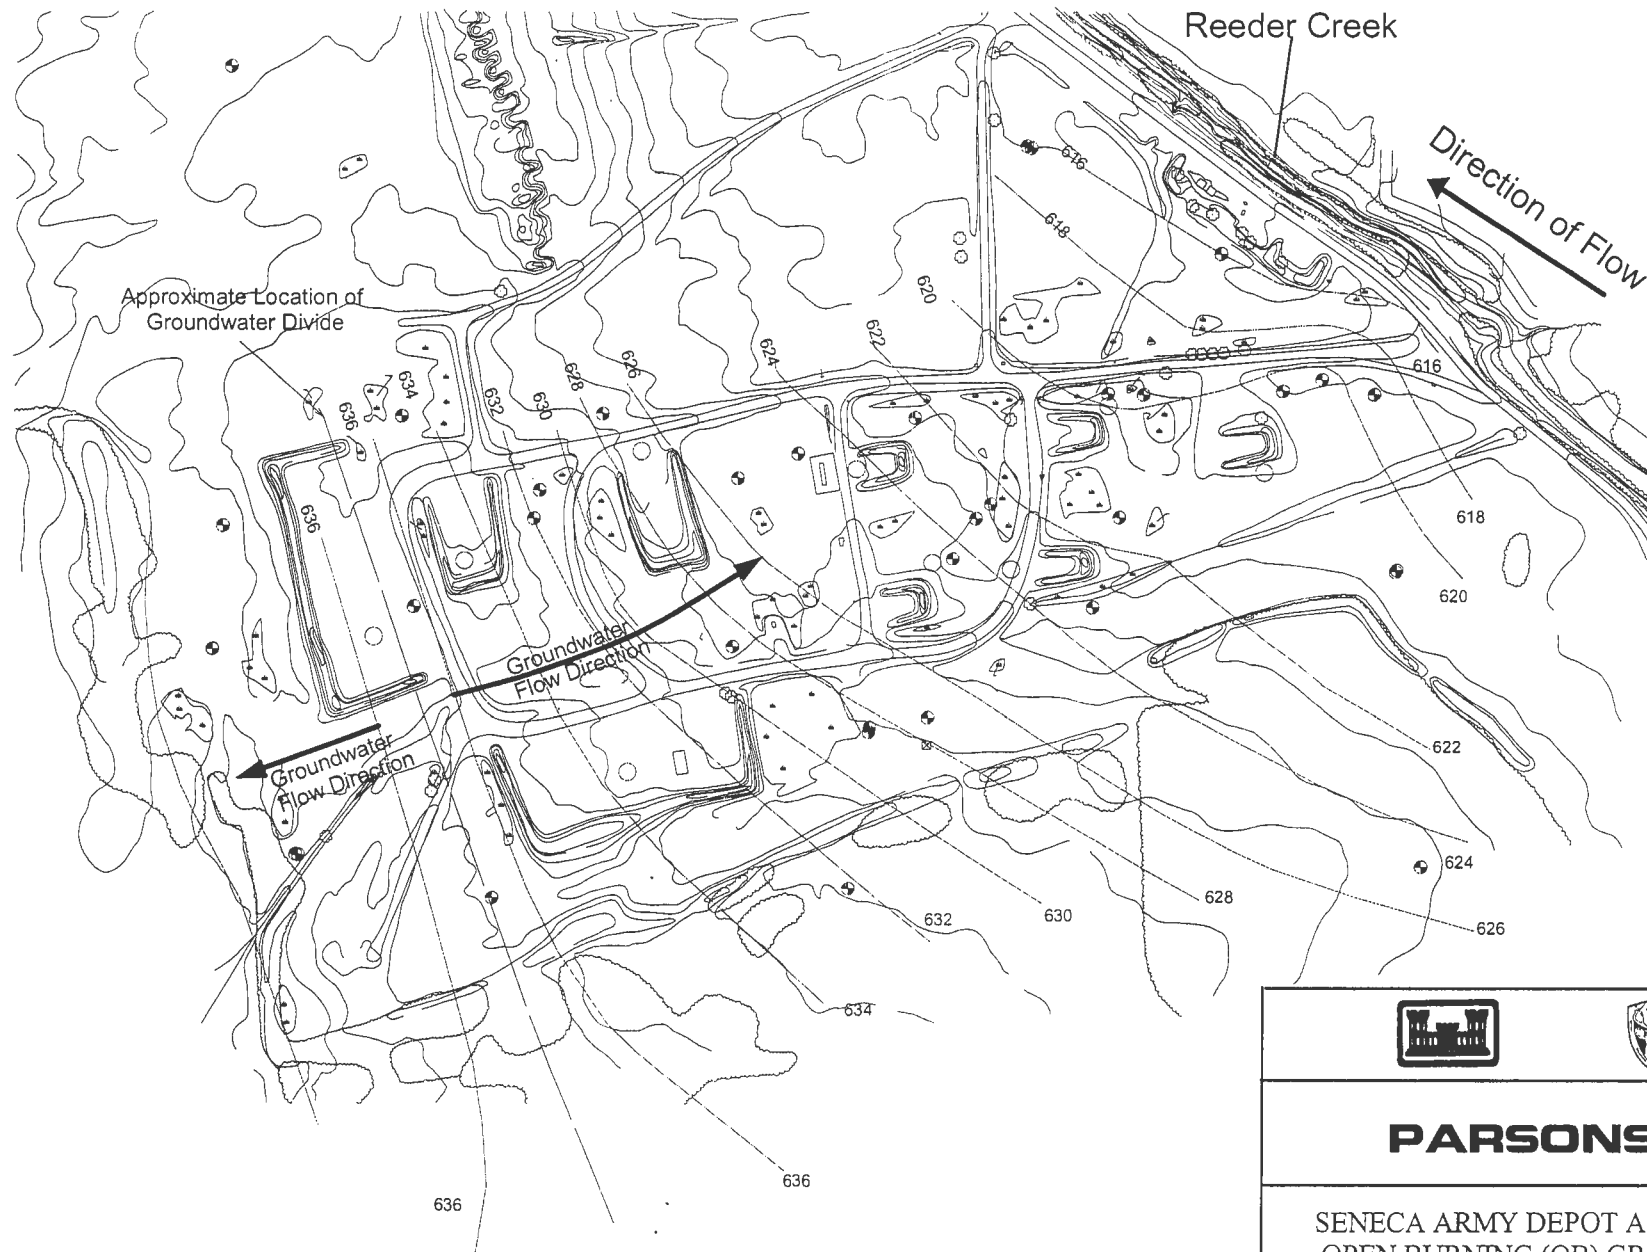 Reeder Creek
Direction of Flow
616
618
620
Approximate Location of
Groundwater Divide
622
624
626
628
634
632
630
636
616
636
618
620
Groundwater
Flow Direction
622
Groundwater
Flow Direction
624
628
630
632
626
634
636
636
PARSONS
SENECA ARMY DEPOT A